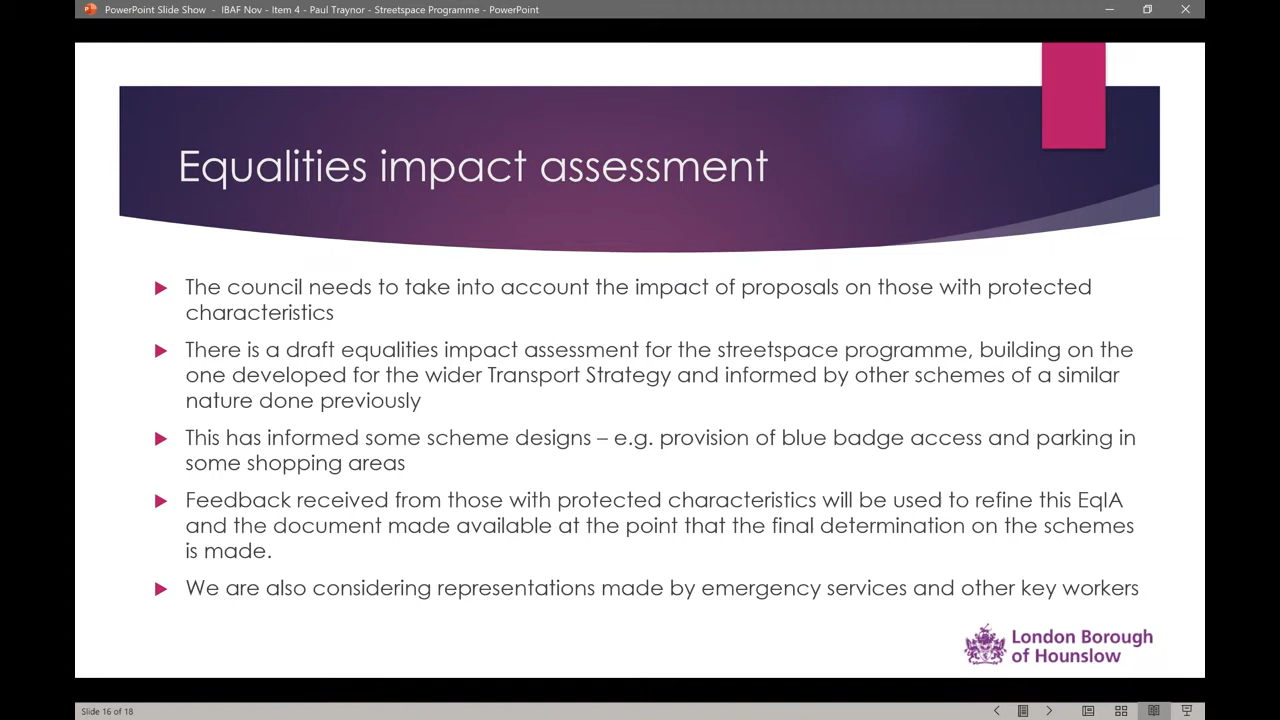 PowerPoint Slide Show - IBAF Nov - Item 4 - Paul Traynor - Streetspace Programme - PowerPoint
Equalities impact assessment
The council needs to take into account the impact of proposals on those with protected
characteristics
There is a draft equalities impact assessment for the streetspace programme, building on the
one developed for the wider Transport Strategy and informed by other schemes of a similar
nature done previously
This has informed some scheme designs – e.g. provision of blue badge access and parking in
some shopping areas
Feedback received from those with protected characteristics will be used to refine this EqIA
and the document made available at the point that the final determination on the schemes
is made.
We are also considering representations made by emergency services and other key workers
London Borough
of Hounslow
Slide 16 of 18